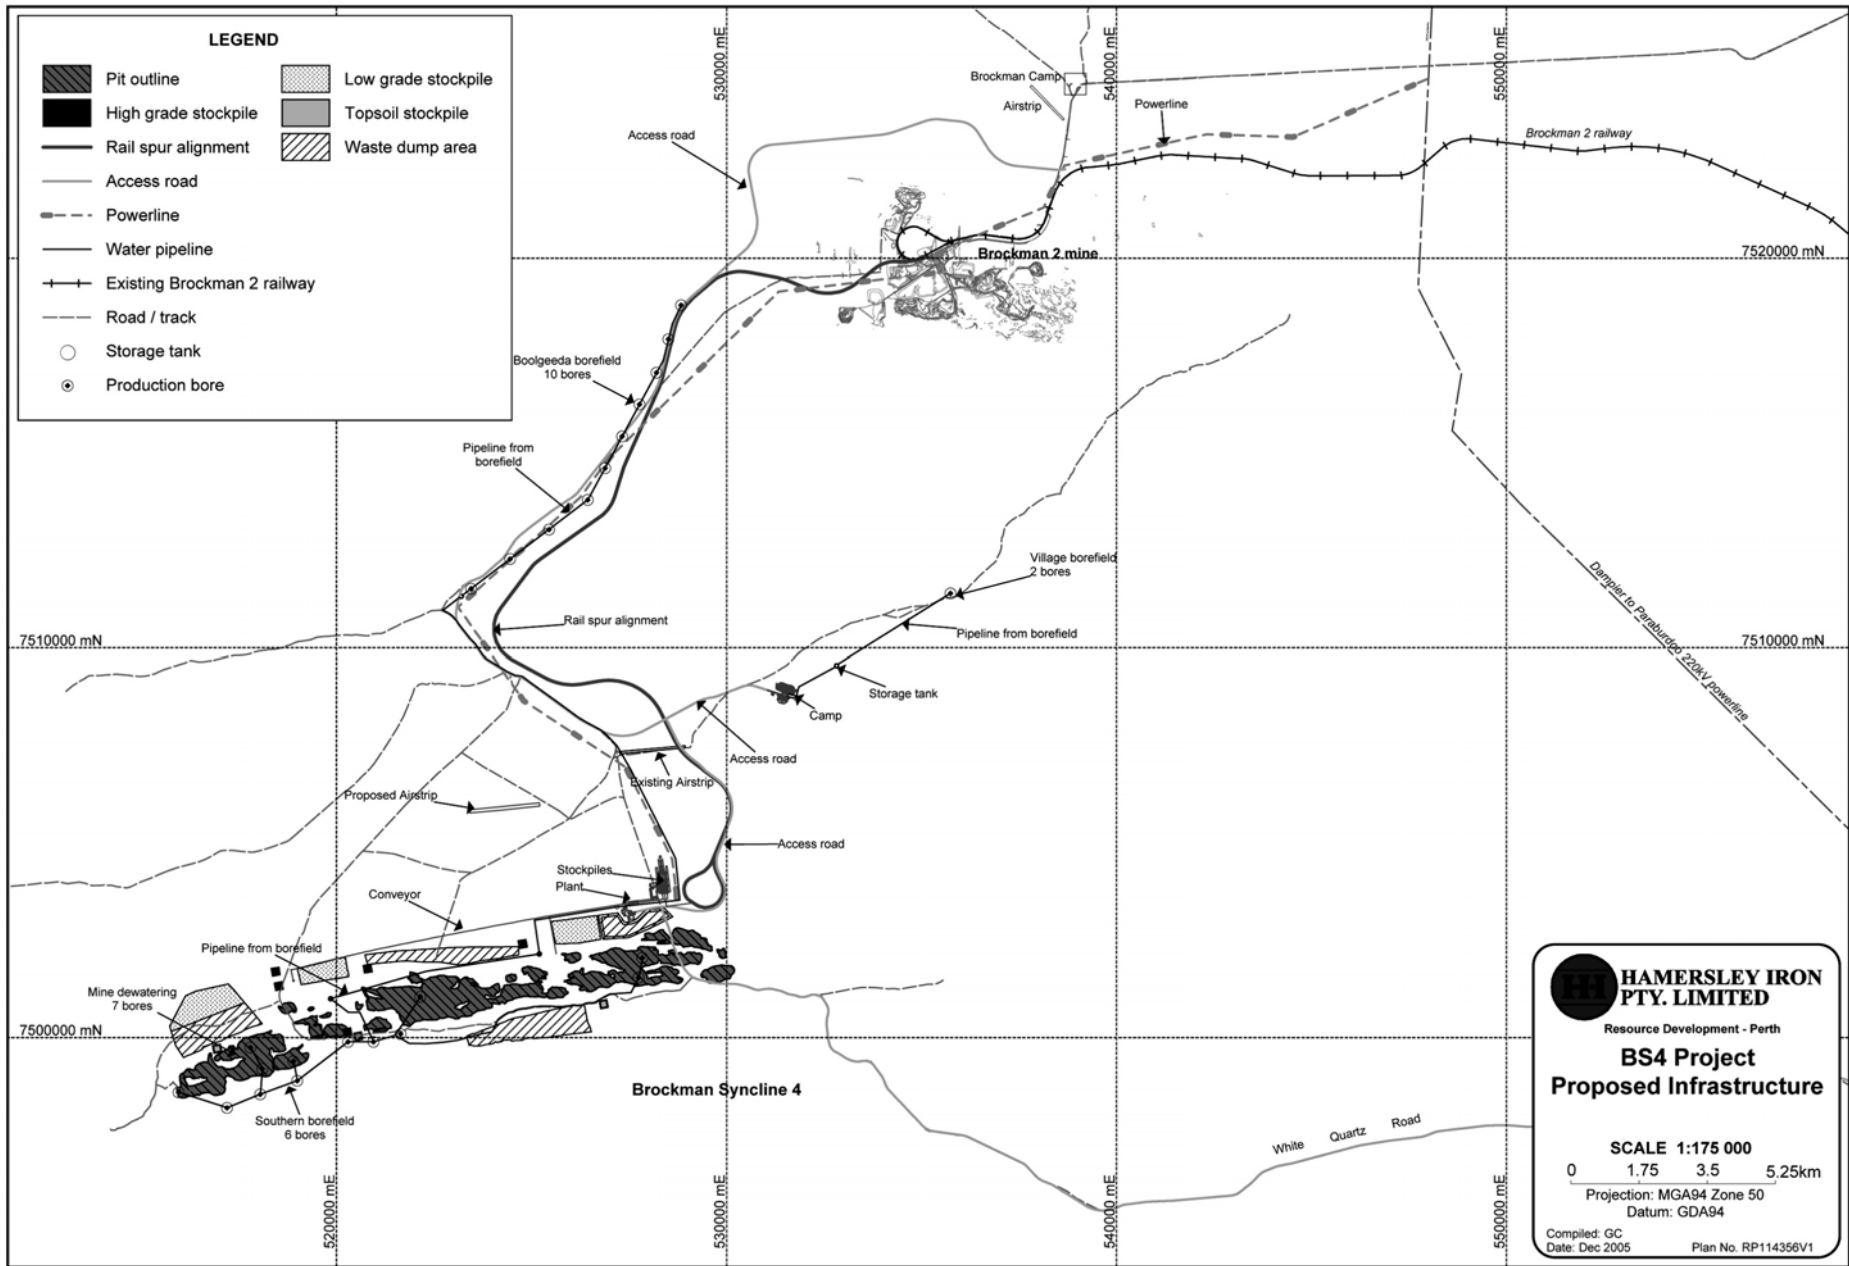 LEGEND
Pit outline
Low grade stockpile
High grade stockpile
Topsoil stockpile
Rail spur alignment
Waste dump area
Access road
Powerline
Water pipeline
Existing Brockman 2 railway
Road / track
Storage tank
Production bore
530000 mE
540000 mE
550000 mE
Brockman Camp
Airstrip
Powerline
Access road
Brockman 2 railway
Brockman 2 mine
7520000 mN
Boolgeeda borefield
10 bores
Pipeline from
borefield
Village borefield
2 bores
Dampier to Paraburdoo 220kV powerline
Rail spur alignment
7510000 mN
7510000 mN
Pipeline from borefield
Storage tank
Camp
Access road
Existing Airstrip
Proposed Airstrip
Access road
Stockpiles
Plant
Conveyor
Pipeline from borefield
Mine dewatering
7 bores
7500000 mN
Southern borefield
6 bores
Brockman Syncline 4
White Quartz Road
520000 mE
530000 mE
540000 mE
550000 mE
HH
HAMERSLEY IRON
PTY. LIMITED
Resource Development - Perth
BS4 Project
Proposed Infrastructure
SCALE 1:175 000
0 1.75 3.5 5.25km
Projection: MGA94 Zone 50
Datum: GDA94
Compiled: GC
Date: Dec 2005 Plan No. RP114356V1